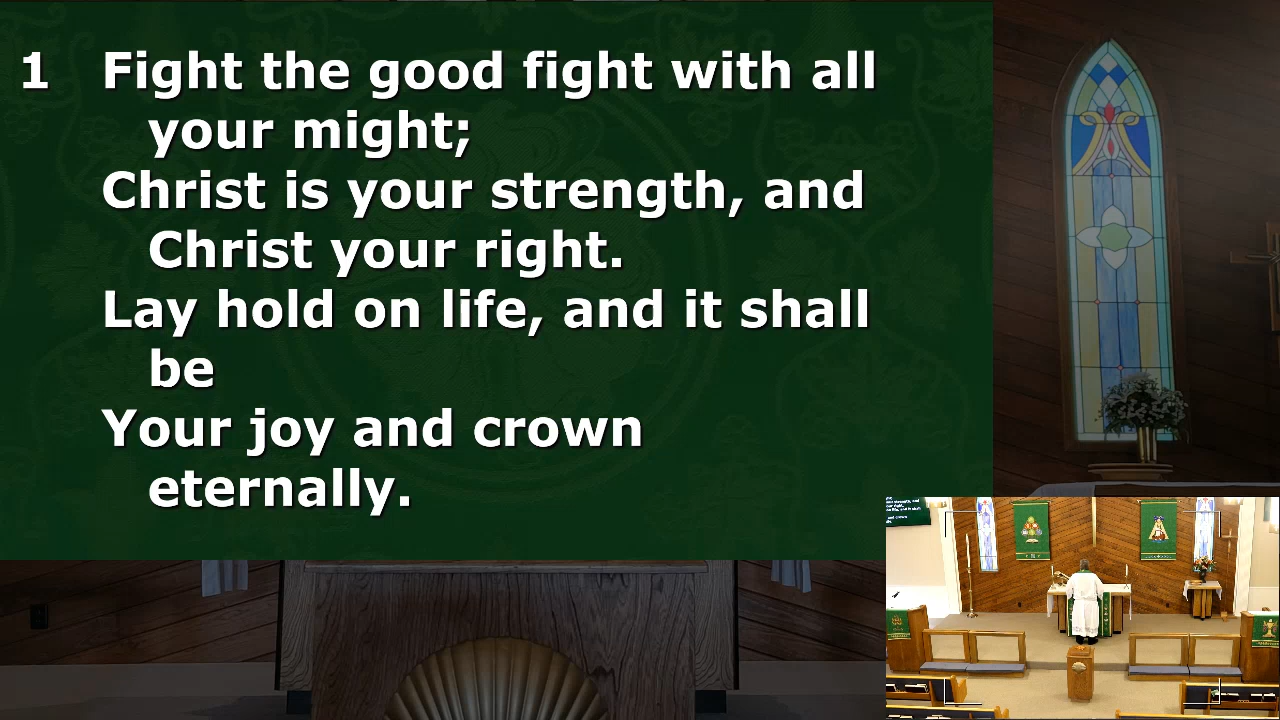 1 Fight the good fight with all
your might;
Christ is your strength, and
Christ your right.
Lay hold on life, and it shall
be
Your joy and crown
eternally.